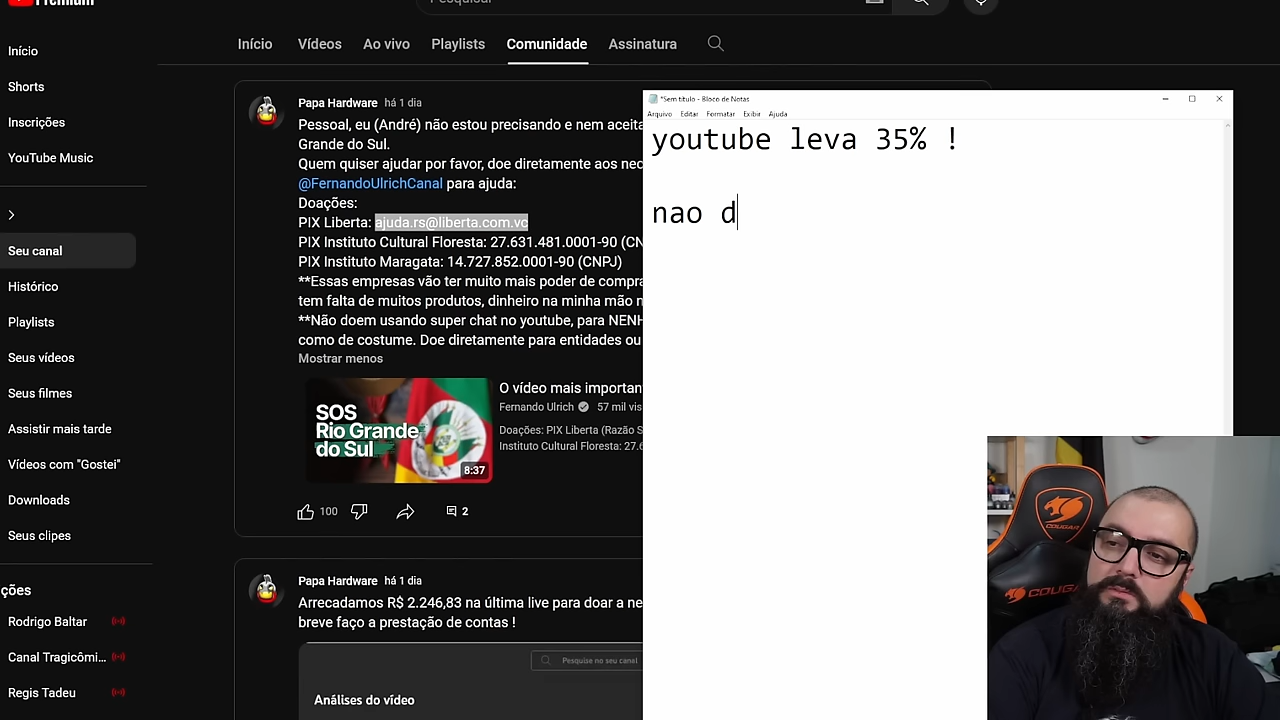 Premium
Pesquisar
Início
Vídeos
Ao vivo
Playlists
Comunidade
Assinatura
Início
Shorts
Inscrições
YouTube Music
Seu canal
Histórico
Playlists
Seus vídeos
Seus filmes
Assistir mais tarde
Vídeos com "Gostei"
Downloads
Seus clipes
ções
Rodrigo Baltar
Canal Tragicômi...
Regis Tadeu
Papa Hardware há 1 dia
Pessoal, eu (André) não estou precisando e nem aceita
Grande do Sul.
Quem quiser ajudar por favor, doe diretamente aos nec
@FernandoUlrichCanal para ajuda:
Doações:
PIX Liberta: ajuda.rs@liberta.com.vc
PIX Instituto Cultural Floresta: 27.631.481.0001-90 (CN
PIX Instituto Maragata: 14.727.852.0001-90 (CNPJ)
**Essas empresas vão ter muito mais poder de compra
tem falta de muitos produtos, dinheiro na minha mão n
**Não doem usando super chat no youtube, para NENH
como de costume. Doe diretamente para entidades ou
Mostrar menos
SOS
Rio Grande
do Sul
8:37
O vídeo mais importan
Fernando Ulrich 57 mil vis
Doações: PIX Liberta (Razão S
Instituto Cultural Floresta: 27.6
100
2
Papa Hardware há 1 dia
Arrecadamos R$ 2.246,83 na última live para doar a ne
breve faço a prestação de contas !
Pesquise no seu canal
Análises do vídeo
*Sem título - Bloco de Notas
Arquivo Editar Formatar Exibir Ajuda
youtube leva 35% !
nao d
COUGAR
COUGA